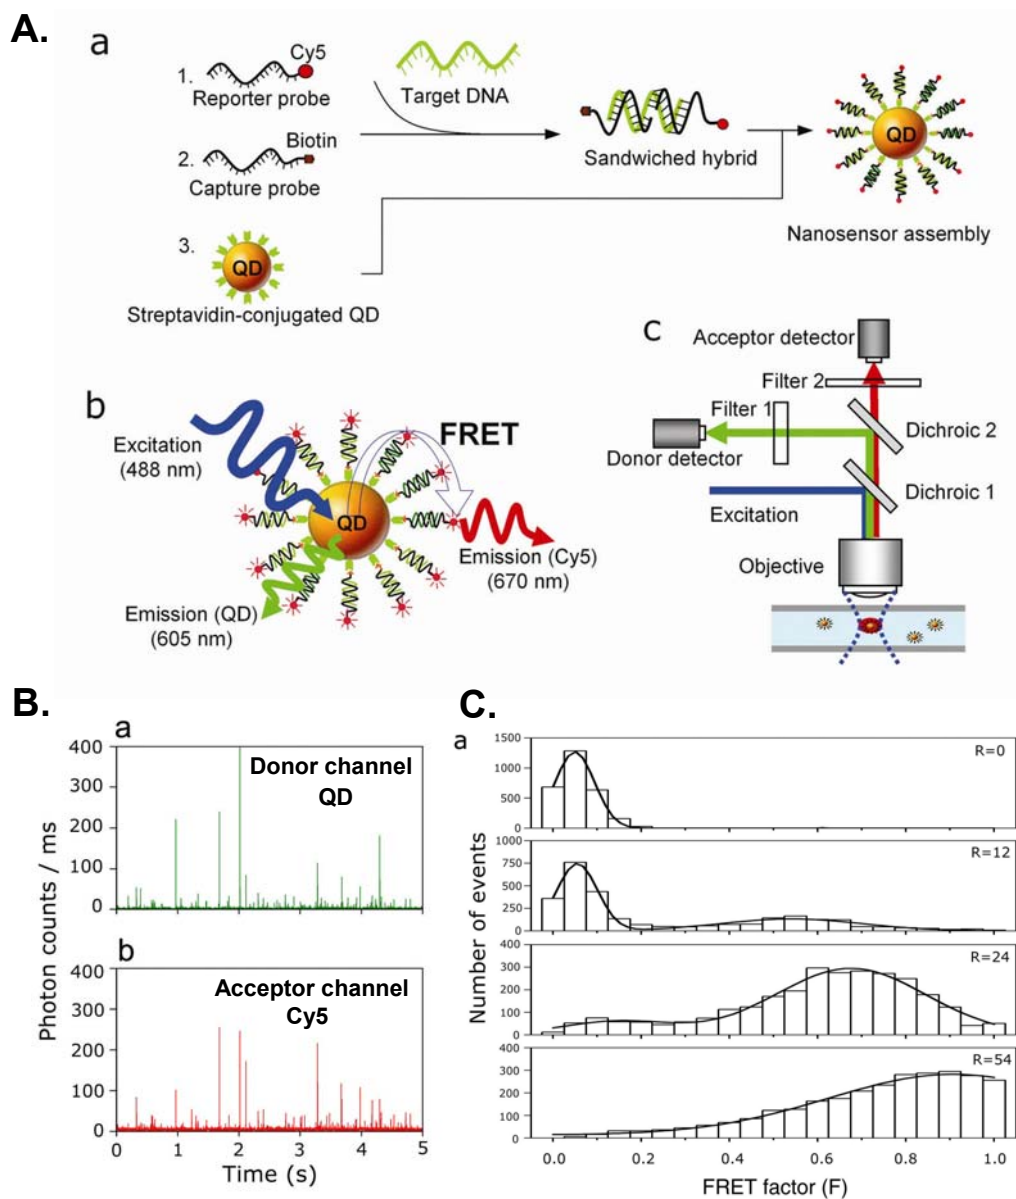 A.
a
1.
Cy5
Reporter probe
Target DNA
2.
Biotin
Capture probe
3.
QD
Streptavidin-conjugated QD
Sandwiched hybrid
QD
Nanosensor assembly
b
Excitation
(488 nm)
FRET
QD
Emission (Cy5)
(670 nm)
Emission (QD)
(605 nm)
c
Acceptor detector
Filter 2
Filter 1
Donor detector
Dichroic 2
Dichroic 1
Excitation
Objective
B.
a
Donor channel
QD
400
300
200
100
0
b
Acceptor channel
Cy5
400
300
200
100
0
0 1 2 3 4 5
Photon counts / ms
Time (s)
C.
a
R=0
1500
1000
500
0
R=12
1000
750
500
250
0
R=24
400
300
200
100
0
R=54
400
300
200
100
0
0.0 0.2 0.4 0.6 0.8 1.0
Number of events
FRET factor (F)